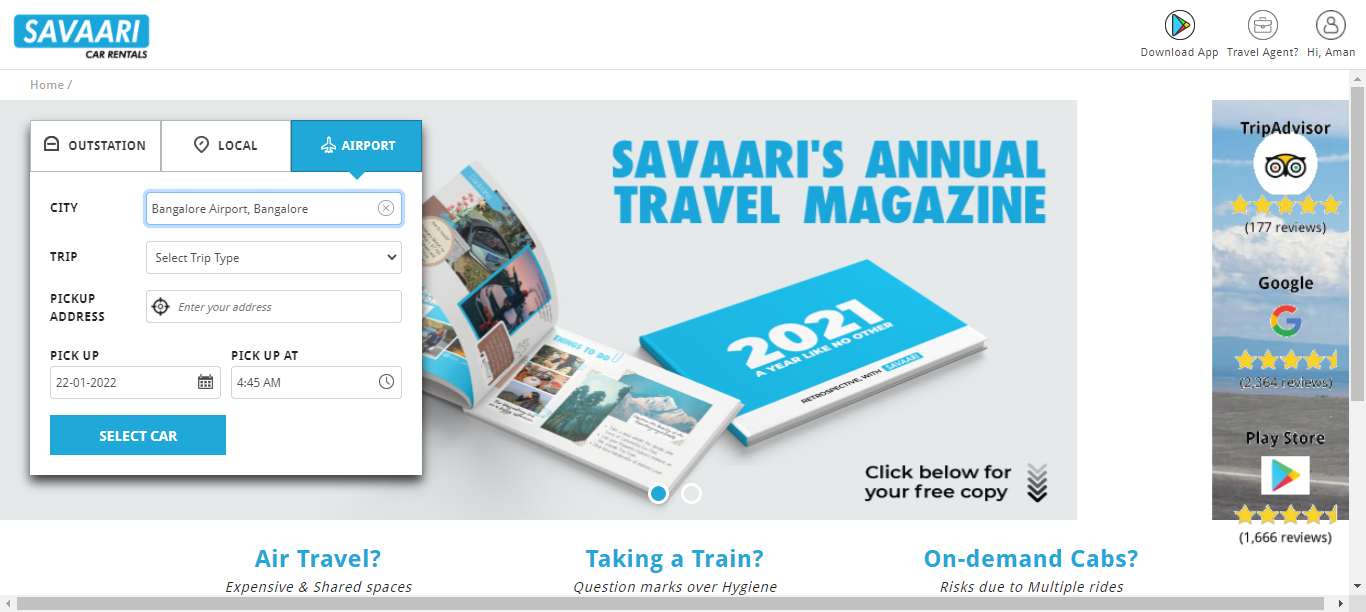 SAVAARI
CAR RENTALS
Download App
Travel Agent?
Hi, Aman
Home /
OUTSTATION
LOCAL
AIRPORT
CITY
Bangalore Airport, Bangalore
TRIP
Select Trip Type
PICKUP
ADDRESS
Enter your address
PICK UP
PICK UP AT
22-01-2022
4:45 AM
SELECT CAR
SAVAARI'S ANNUAL
TRAVEL MAGAZINE
THINGS TO DO
2021
A YEAR LIKE NO OTHER
RETROSPECTIVE, WITH SAVAARI
Click below for
your free copy
TripAdvisor
(177 reviews)
Google
(2,364 reviews)
Play Store
(1,666 reviews)
Air Travel?
Expensive & Shared spaces
Taking a Train?
Question marks over Hygiene
On-demand Cabs?
Risks due to Multiple rides